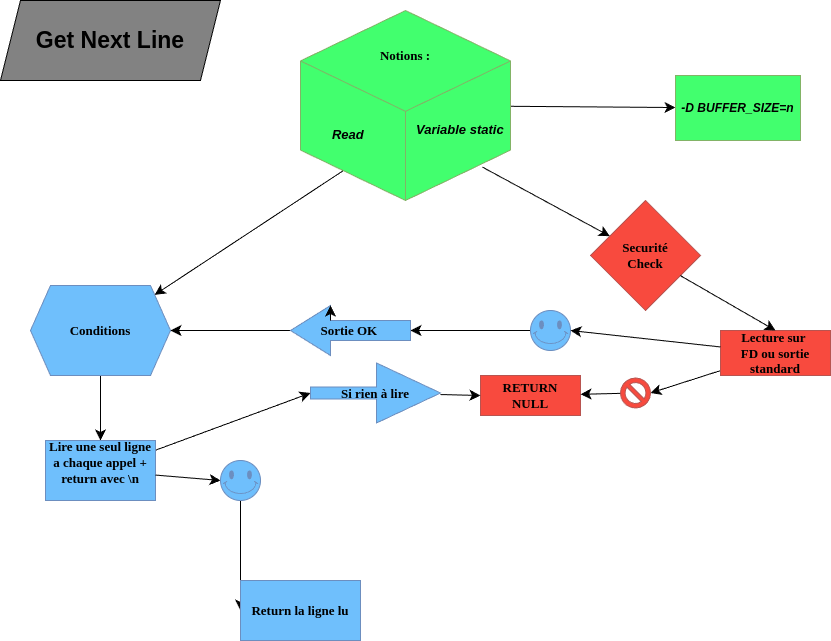 Get Next Line
Notions :
Read
Variable static
-D BUFFER_SIZE=n
Securité
Check
Conditions
Sortie OK
Lecture sur
FD ou sortie
standard
Si rien à lire
RETURN
NULL
Lire une seul ligne
a chaque appel +
return avec \n
Return la ligne lu